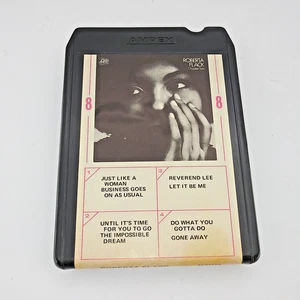 AMPEX
ROBERTA
FLACK
8
8
1
JUST LIKE A
WOMAN
BUSINESS GOES
ON AS USUAL
3
REVEREND LEE
LET IT BE ME
2
UNTIL IT'S TIME
FOR YOU TO GO
THE IMPOSSIBLE
DREAM
4
DO WHAT YOU
GOTTA DO
GONE AWAY